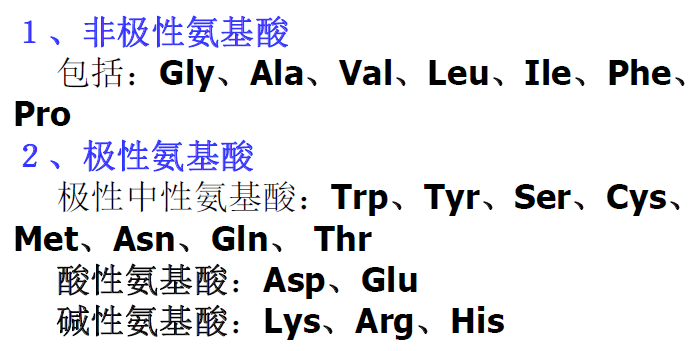 １、非极性氨基酸
包括：Gly、Ala、Val、Leu、Ile、Phe、
Pro
２、极性氨基酸
极性中性氨基酸：Trp、Tyr、Ser、Cys、
Met、Asn、Gln、 Thr
酸性氨基酸：Asp、Glu
碱性氨基酸：Lys、Arg、His